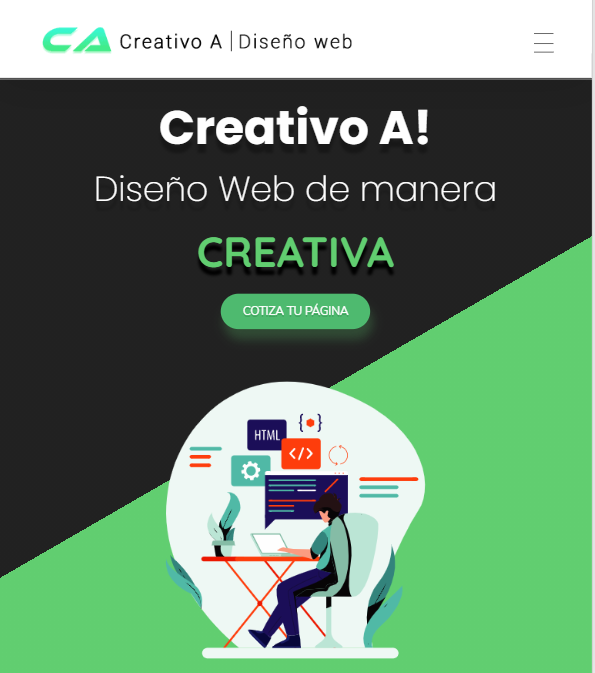 CA Creativo A | Diseño web
Creativo A!
Diseño Web de manera
CREATIVA
COTIZA TU PÁGINA
{ }
HTML
</>